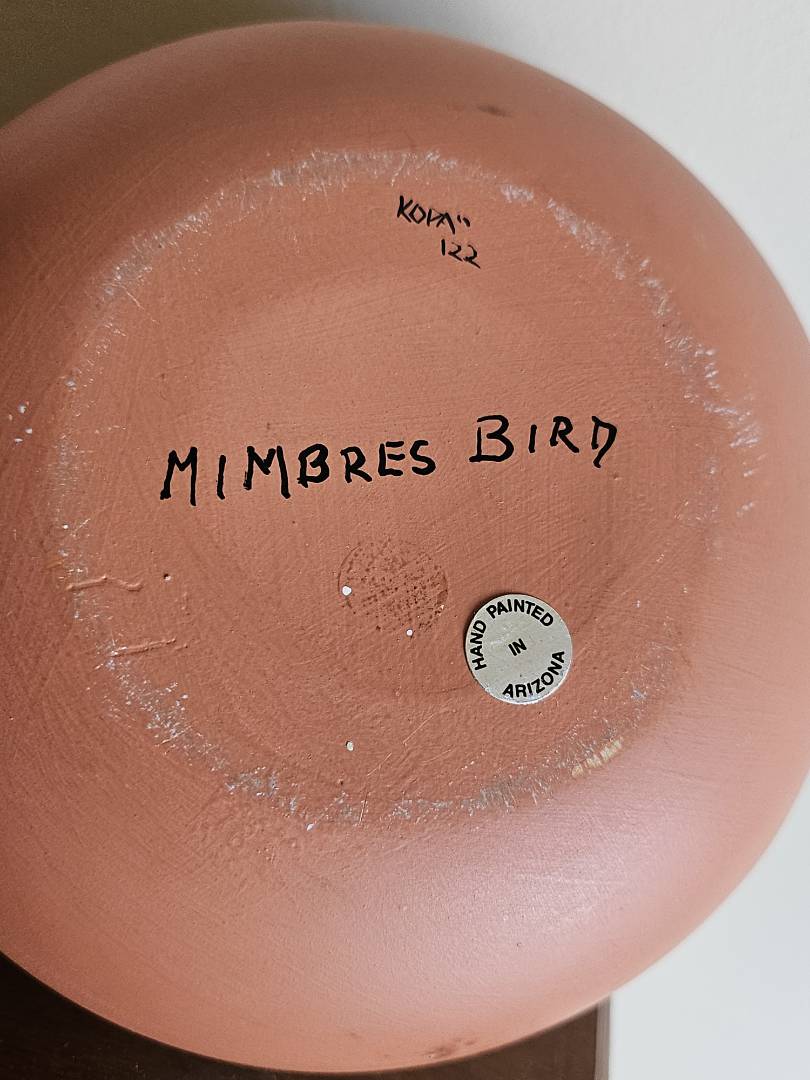 KOPA"
122
MIMBRES BIRD
HAND PAINTED
IN
ARIZONA